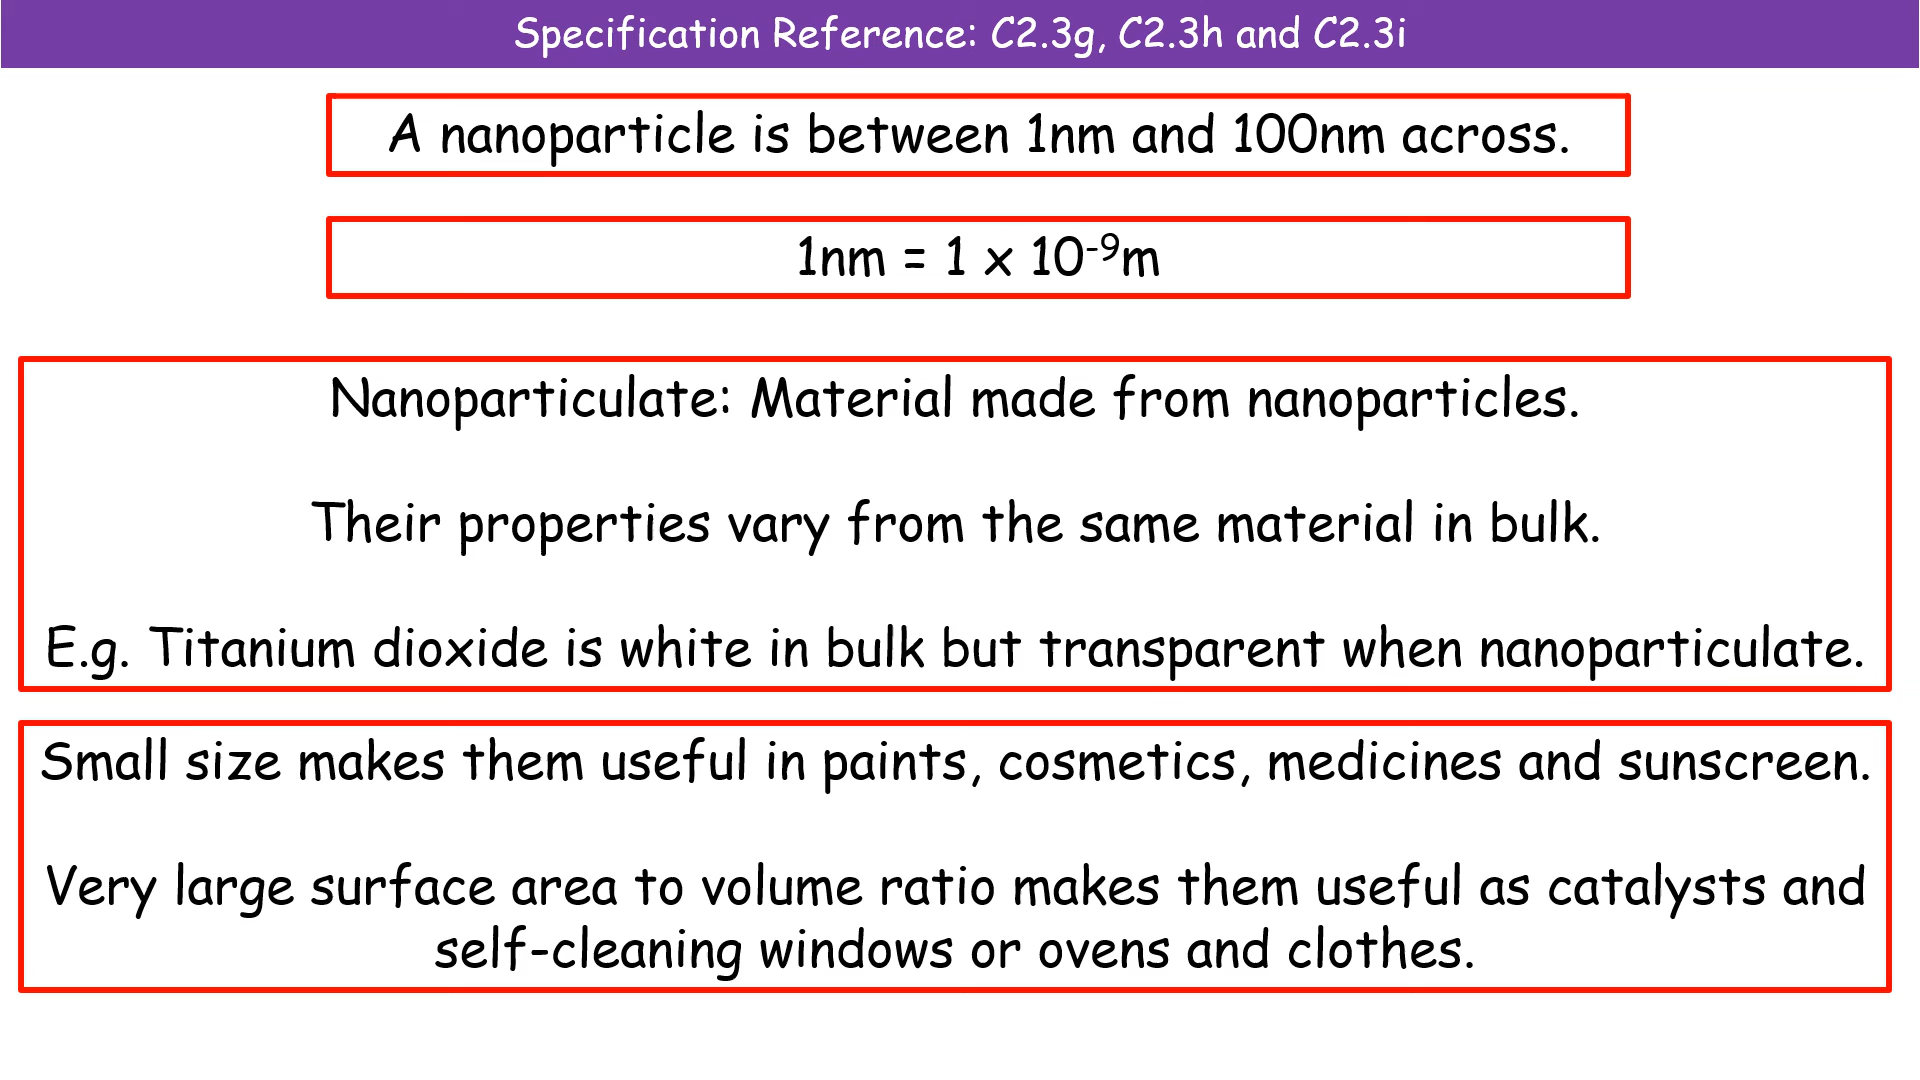 Specification Reference: C2.3g, C2.3h and C2.3i
A nanoparticle is between 1nm and 100nm across.
1nm = 1 x 10⁻⁹m
Nanoparticulate: Material made from nanoparticles.
Their properties vary from the same material in bulk.
E.g. Titanium dioxide is white in bulk but transparent when nanoparticulate.
Small size makes them useful in paints, cosmetics, medicines and sunscreen.
Very large surface area to volume ratio makes them useful as catalysts and
self-cleaning windows or ovens and clothes.